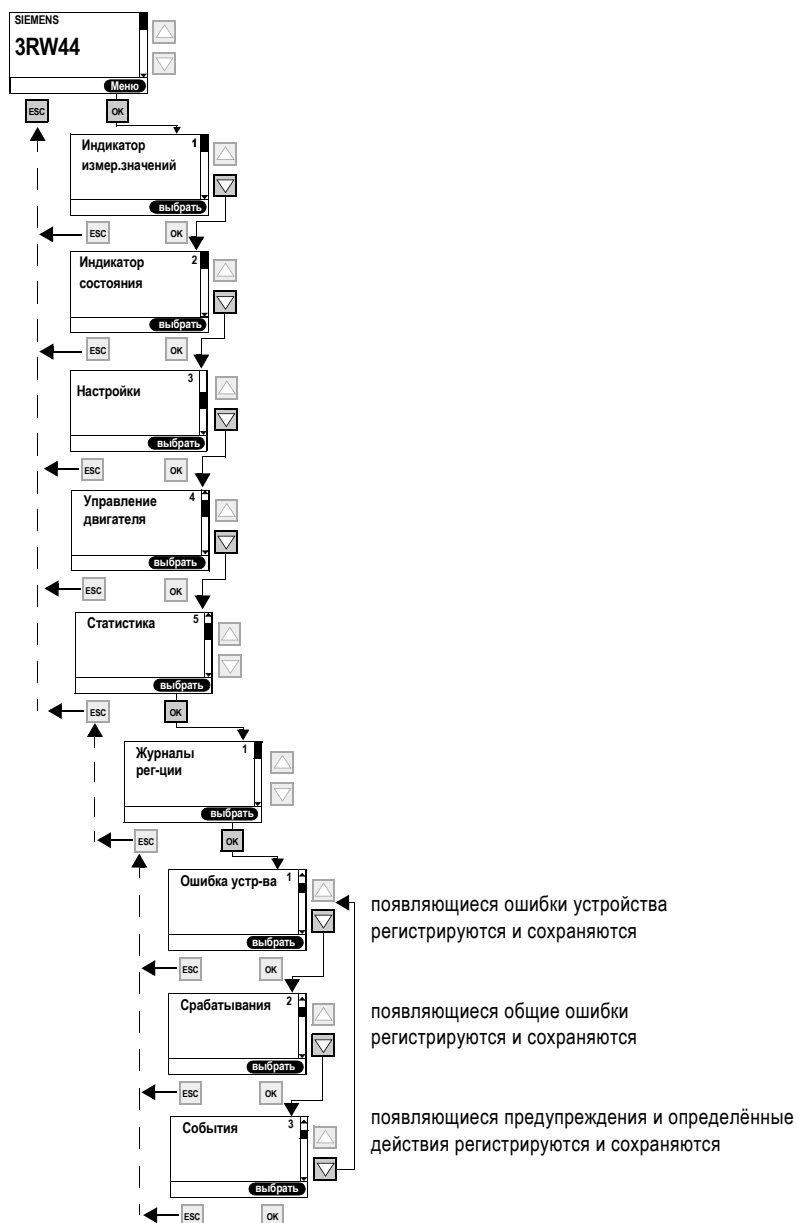 SIEMENS
3RW44
Меню
ESC
OK
Индикатор 1
измер.значений
выбрать
ESC
OK
Индикатор 2
состояния
выбрать
ESC
OK
3
Настройки
выбрать
ESC
OK
Управление 4
двигателя
выбрать
ESC
OK
Статистика 5
выбрать
ESC
OK
Журналы 1
рег-ции
выбрать
ESC
OK
Ошибка устр-ва 1
появляющиеся ошибки устройства
регистрируются и сохраняются
выбрать
ESC
OK
Срабатывания 2
появляющиеся общие ошибки
регистрируются и сохраняются
выбрать
ESC
OK
События 3
появляющиеся предупреждения и определённые
действия регистрируются и сохраняются
выбрать
ESC
OK